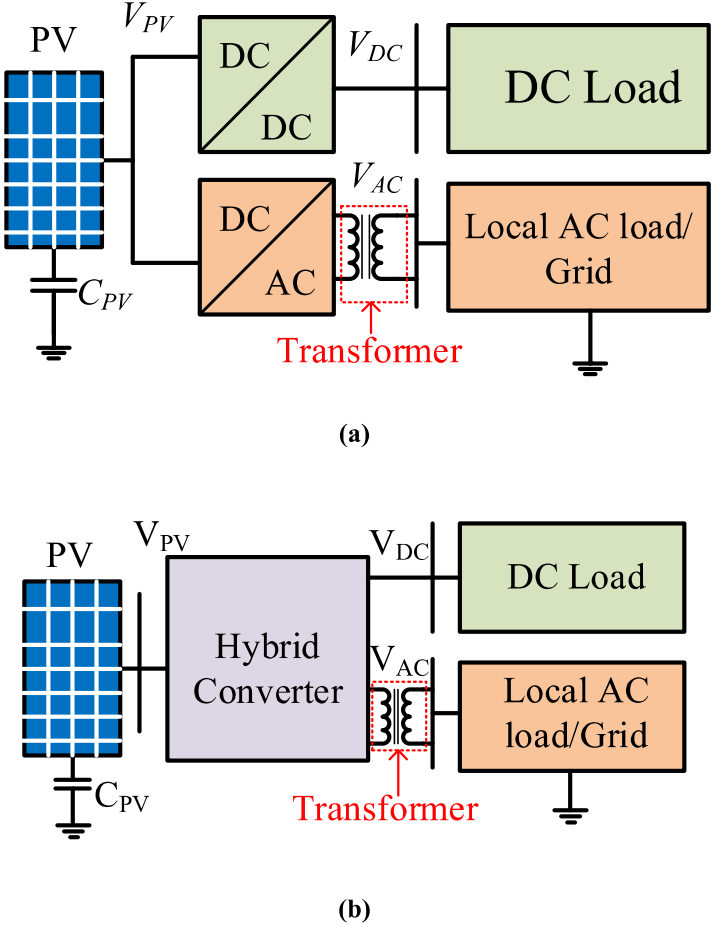 PV
V_PV
DC
DC
V_DC
DC Load
C_PV
DC
AC
V_AC
Local AC load/
Grid
Transformer
(a)
PV
V_PV
Hybrid
Converter
V_DC
DC Load
V_AC
Local AC
load/Grid
C_PV
Transformer
(b)